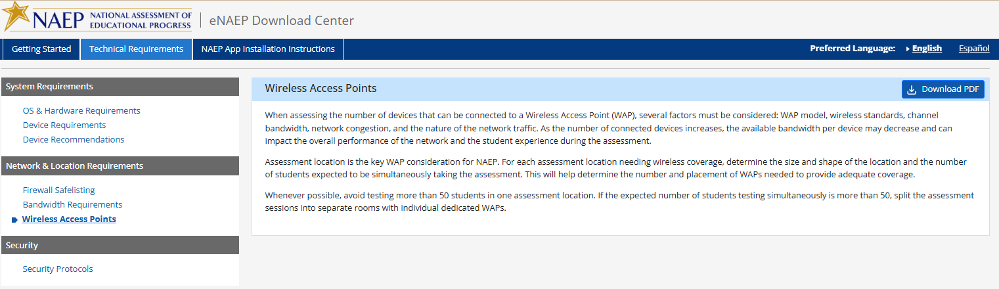 NAEP NATIONAL ASSESSMENT OF
EDUCATIONAL PROGRESS
eNAEP Download Center
Getting Started
Technical Requirements
NAEP App Installation Instructions
Preferred Language:
English
Español
System Requirements
OS & Hardware Requirements
Device Requirements
Device Recommendations
Network & Location Requirements
Firewall Safelisting
Bandwidth Requirements
Wireless Access Points
Security
Security Protocols
Wireless Access Points
Download PDF
When assessing the number of devices that can be connected to a Wireless Access Point (WAP), several factors must be considered: WAP model, wireless standards, channel
bandwidth, network congestion, and the nature of the network traffic. As the number of connected devices increases, the available bandwidth per device may decrease and can
impact the overall performance of the network and the student experience during the assessment.
Assessment location is the key WAP consideration for NAEP. For each assessment location needing wireless coverage, determine the size and shape of the location and the number
of students expected to be simultaneously taking the assessment. This will help determine the number and placement of WAPs needed to provide adequate coverage.
Whenever possible, avoid testing more than 50 students in one assessment location. If the expected number of students testing simultaneously is more than 50, split the assessment
sessions into separate rooms with individual dedicated WAPs.